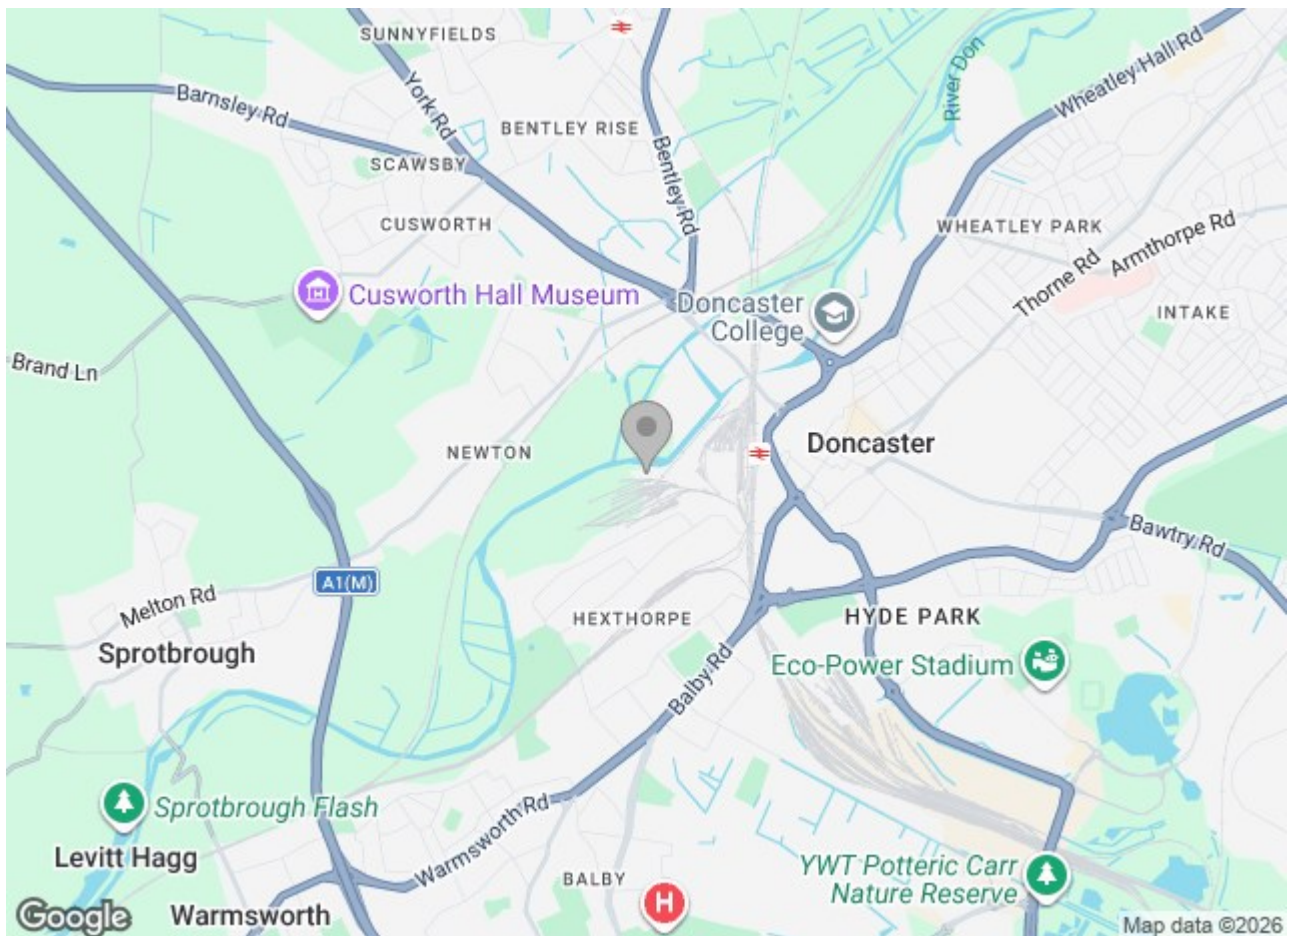 SUNNYFIELDS
York Rd
Barnsley Rd
BENTLEY RISE
SCAWSBY
Bentley Rd
River Don
Wheatley Hall Rd
CUSWORTH
WHEATLEY PARK
Armthorpe Rd
Thorne Rd
Cusworth Hall Museum
Doncaster
College
INTAKE
Brand Ln
NEWTON
Doncaster
Bawtry Rd
A1(M)
Melton Rd
HEXTHORPE
HYDE PARK
Sprotbrough
Balby Rd
Eco-Power Stadium
Sprotbrough Flash
Warmsworth Rd
Levitt Hagg
BALBY
H
YWT Potteric Carr
Nature Reserve
Warmsworth
Google
Map data ©2026